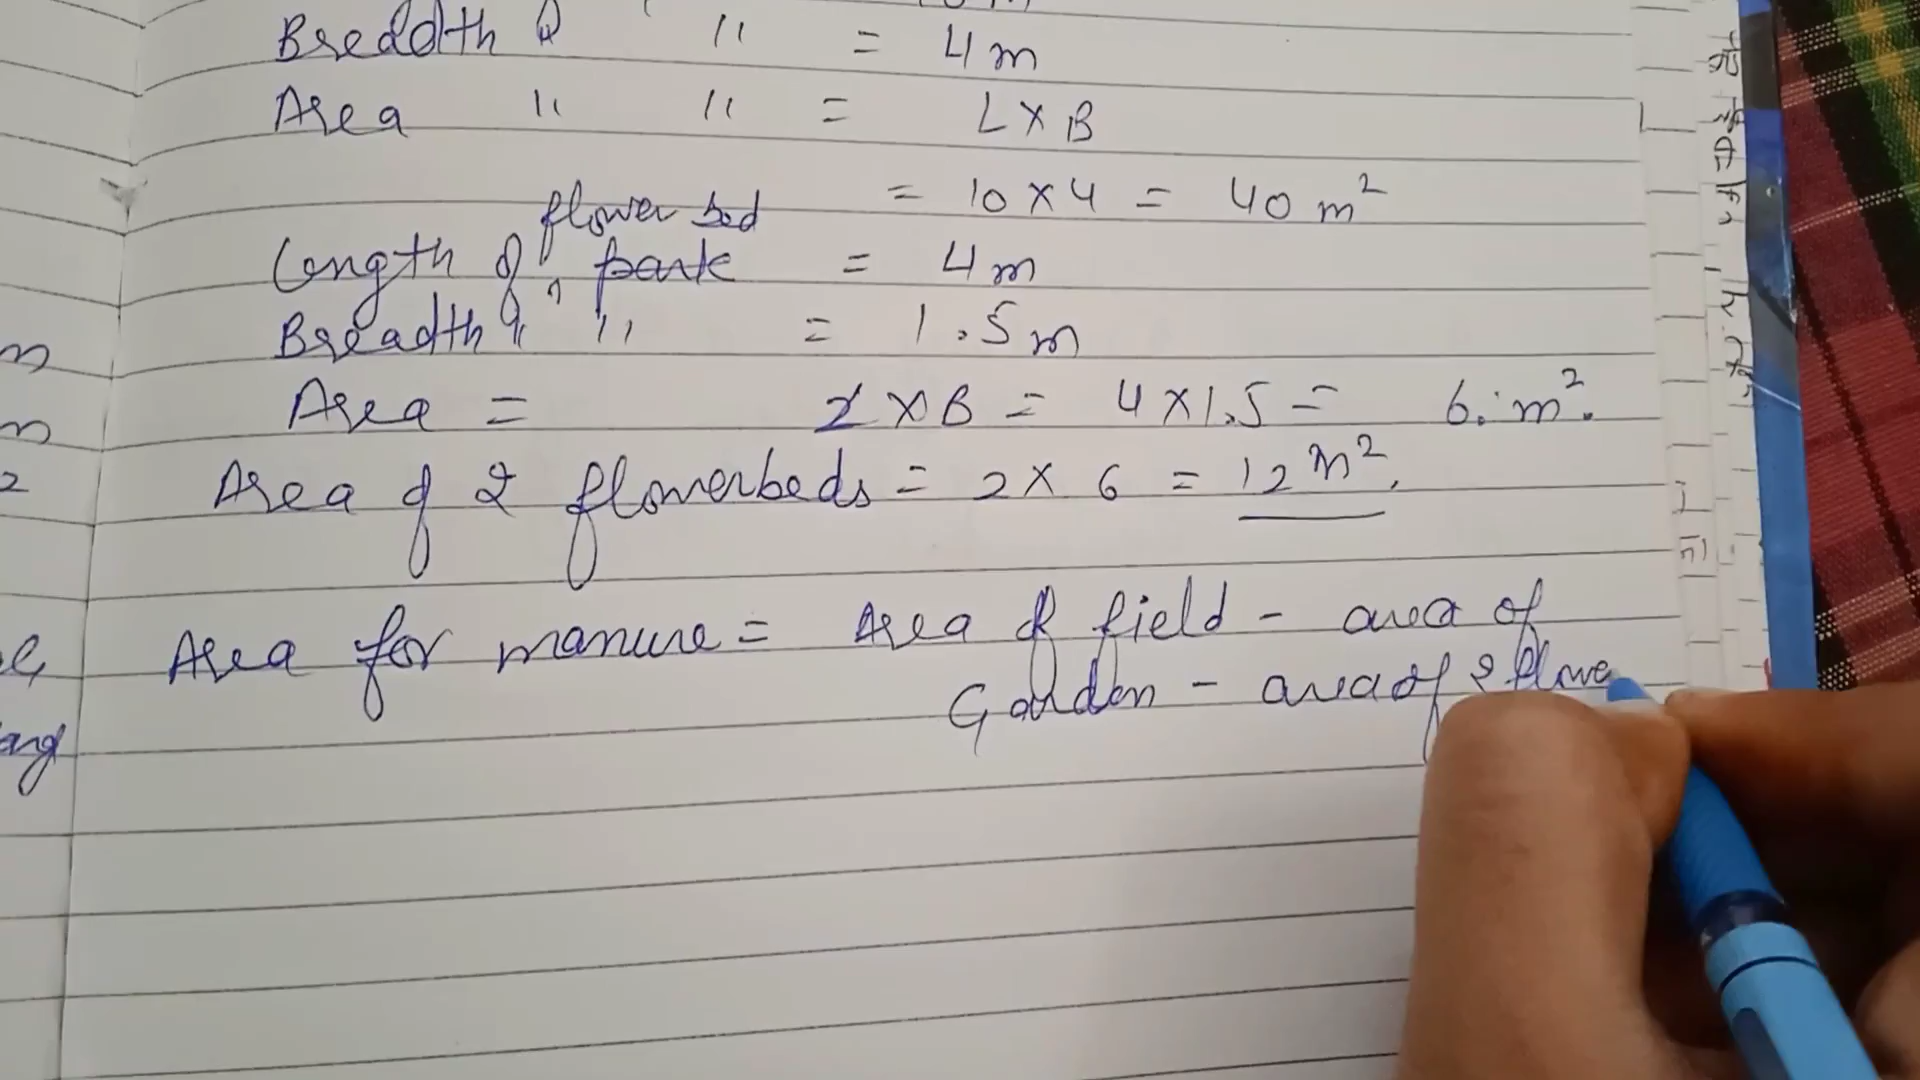 Breadth of " = 4 m
Area " " = L × B
= 10 × 4 = 40 m²
flower bed
Length of park = 4 m
Breadth " " = 1.5 m
Area = L × B = 4 × 1.5 = 6. m².
Area of 2 flowerbeds = 2 × 6 = 12 m².
Area for manure = Area of field - area of
Garden - area of 2 flowe